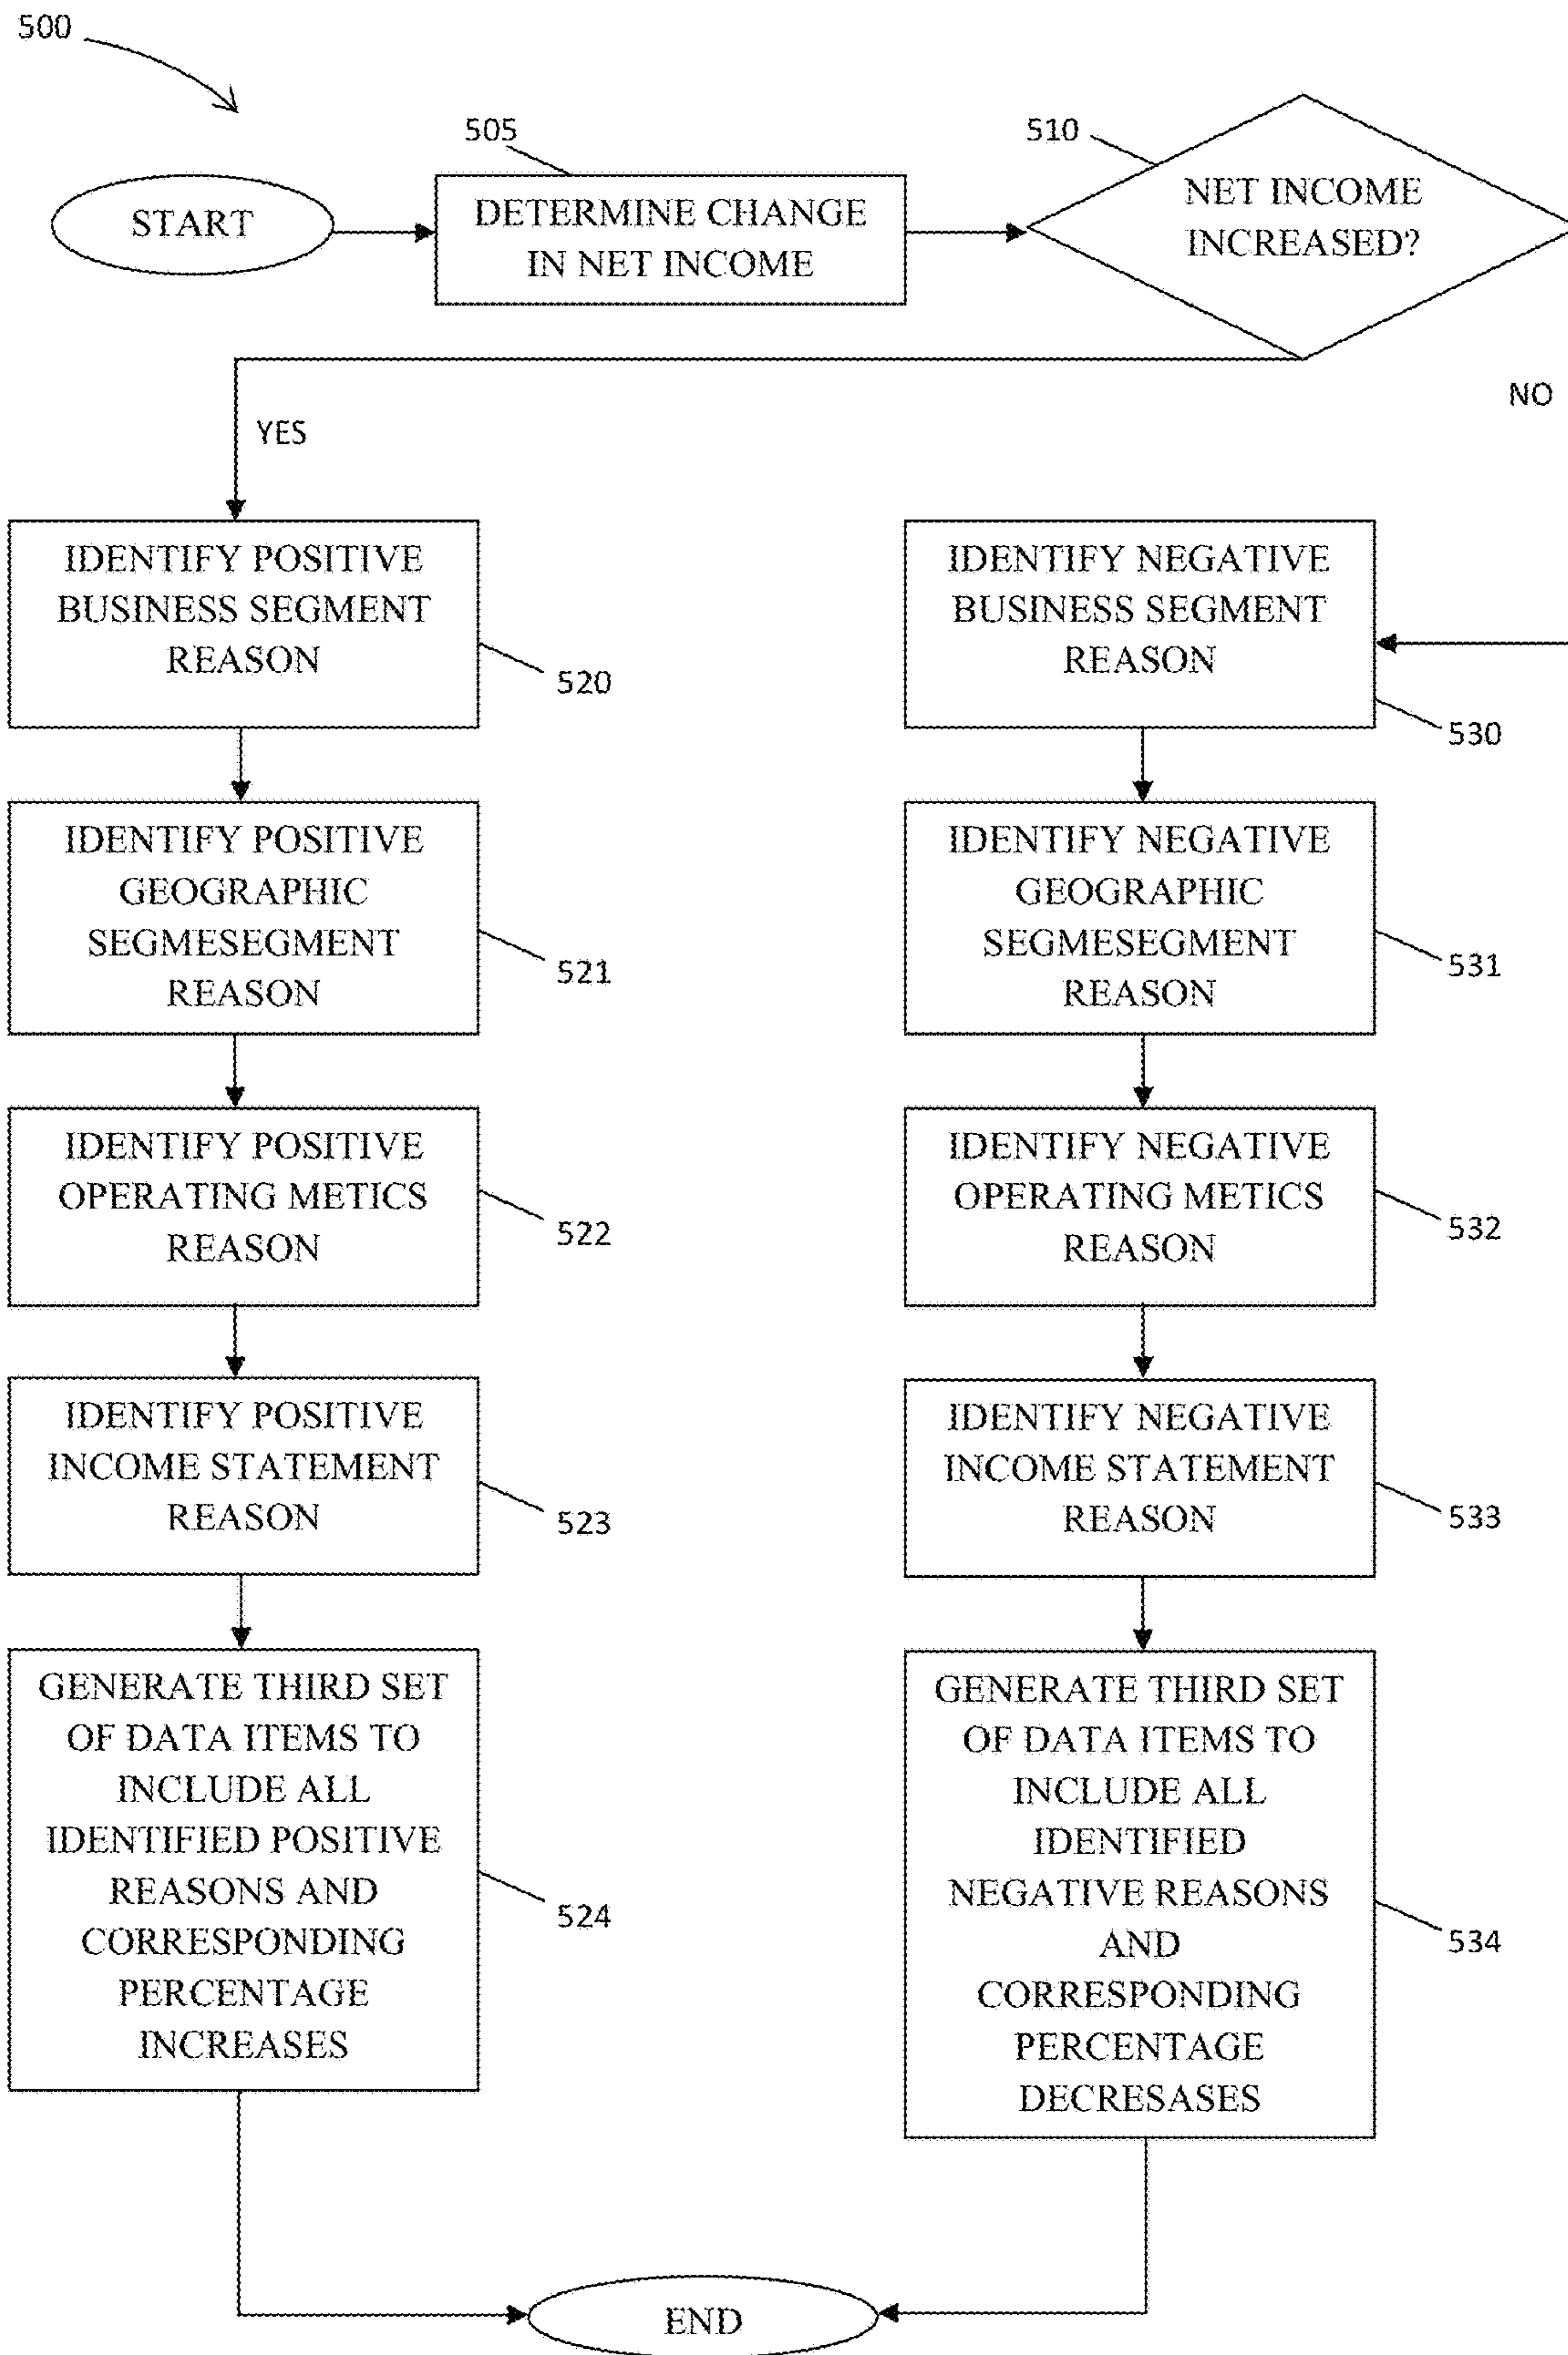 500
505
510
START
DETERMINE CHANGE
IN NET INCOME
NET INCOME
INCREASED?
YES
NO
IDENTIFY POSITIVE
BUSINESS SEGMENT
REASON
520
IDENTIFY NEGATIVE
BUSINESS SEGMENT
REASON
530
IDENTIFY POSITIVE
GEOGRAPHIC
SEGMESEGMENT
REASON
521
IDENTIFY NEGATIVE
GEOGRAPHIC
SEGMESEGMENT
REASON
531
IDENTIFY POSITIVE
OPERATING METICS
REASON
522
IDENTIFY NEGATIVE
OPERATING METICS
REASON
532
IDENTIFY POSITIVE
INCOME STATEMENT
REASON
523
IDENTIFY NEGATIVE
INCOME STATEMENT
REASON
533
GENERATE THIRD SET
OF DATA ITEMS TO
INCLUDE ALL
IDENTIFIED POSITIVE
REASONS AND
CORRESPONDING
PERCENTAGE
INCREASES
524
GENERATE THIRD SET
OF DATA ITEMS TO
INCLUDE ALL
IDENTIFIED
NEGATIVE REASONS
AND
CORRESPONDING
PERCENTAGE
DECRESASES
534
END